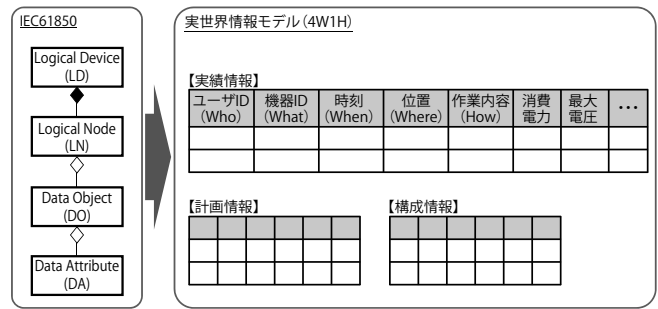 IEC61850
Logical Device
(LD)
Logical Node
(LN)
Data Object
(DO)
Data Attribute
(DA)
実世界情報モデル(4W1H)
【実績情報】
ユーザID
(Who)
機器ID
(What)
時刻
(When)
位置
(Where)
作業内容
(How)
消費
電力
最大
電圧
…
【計画情報】
【構成情報】